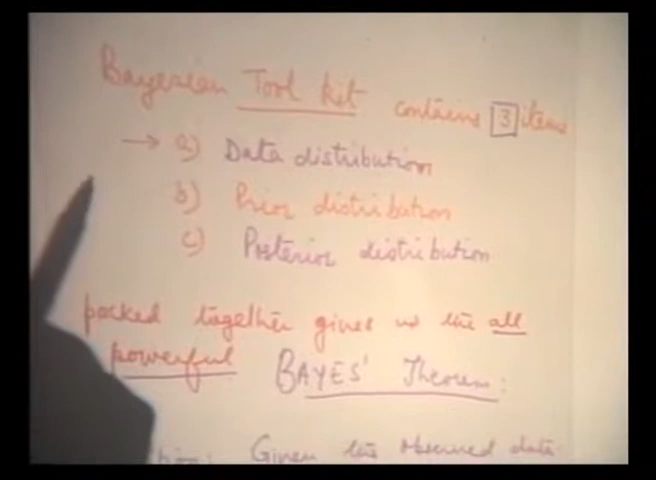 Bayesian Tool kit contains 3 items
→ a) Data distribution
b) Prior distribution
c) Posterior distribution
packed together gives us the all
powerful BAYES' Theorem:
Given the observed data